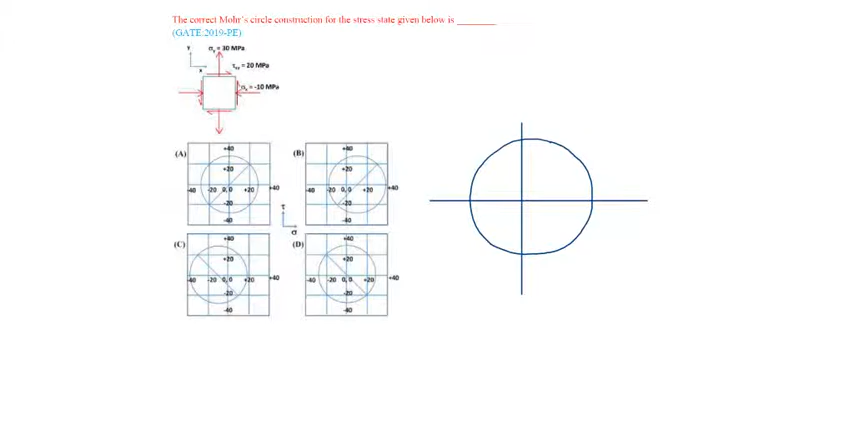 The correct Mohr's circle construction for the stress state given below is ________
(GATE:2019-PE)
σy = 30 MPa
Y
τxy = 20 MPa
X
σx = -10 MPa
(A)
+40
+20
-40 -20 0,0 +20 +40
-20
-40
(B)
+40
+20
-40 -20 0,0 +20 +40
-20
-40
τ
σ
(C)
+40
+20
-40 -20 0,0 +20 +40
-20
-40
(D)
+40
+20
-40 -20 0,0 +20 +40
-20
-40